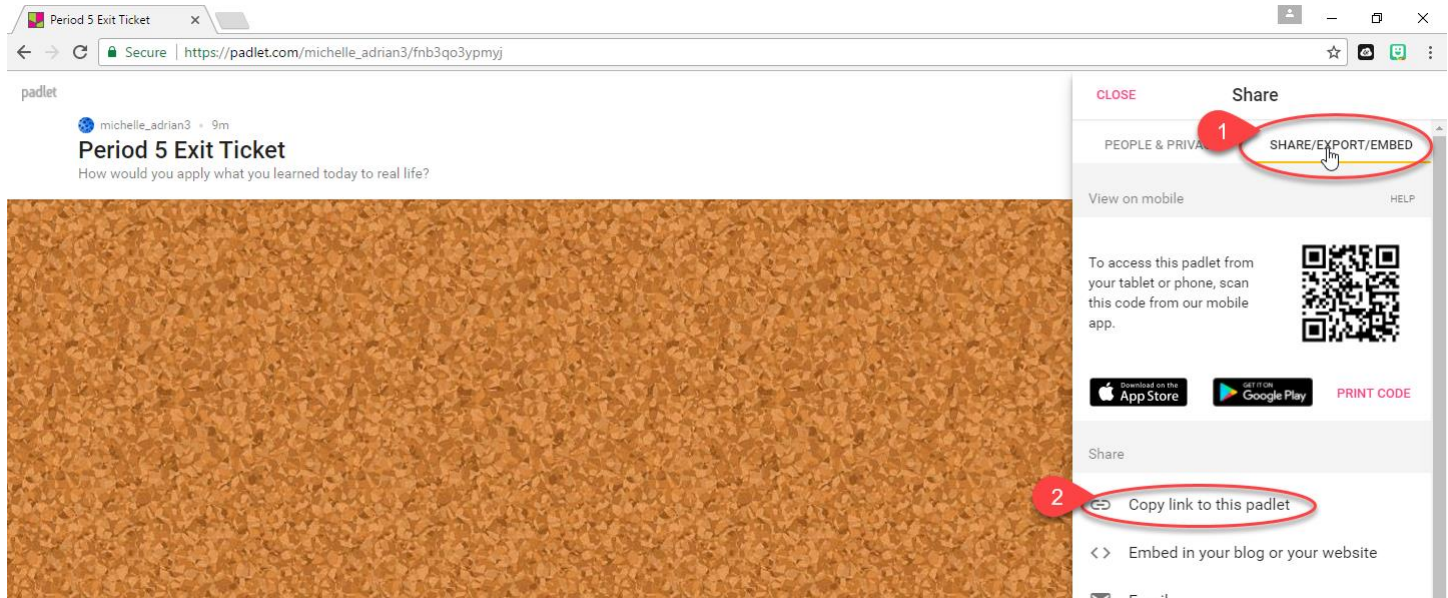 Period 5 Exit Ticket
Secure | https://padlet.com/michelle_adrian3/fnb3qo3ypmyj
padlet
michelle_adrian3 • 9m
Period 5 Exit Ticket
How would you apply what you learned today to real life?
CLOSE Share
1
PEOPLE & SHARE/EXPORT/EMBED
View on mobile HELP
To access this padlet from
your tablet or phone, scan
this code from our mobile
app.
Download on the App Store
GET IT ON Google Play
PRINT CODE
Share
2
Copy link to this padlet
<> Embed in your blog or your website